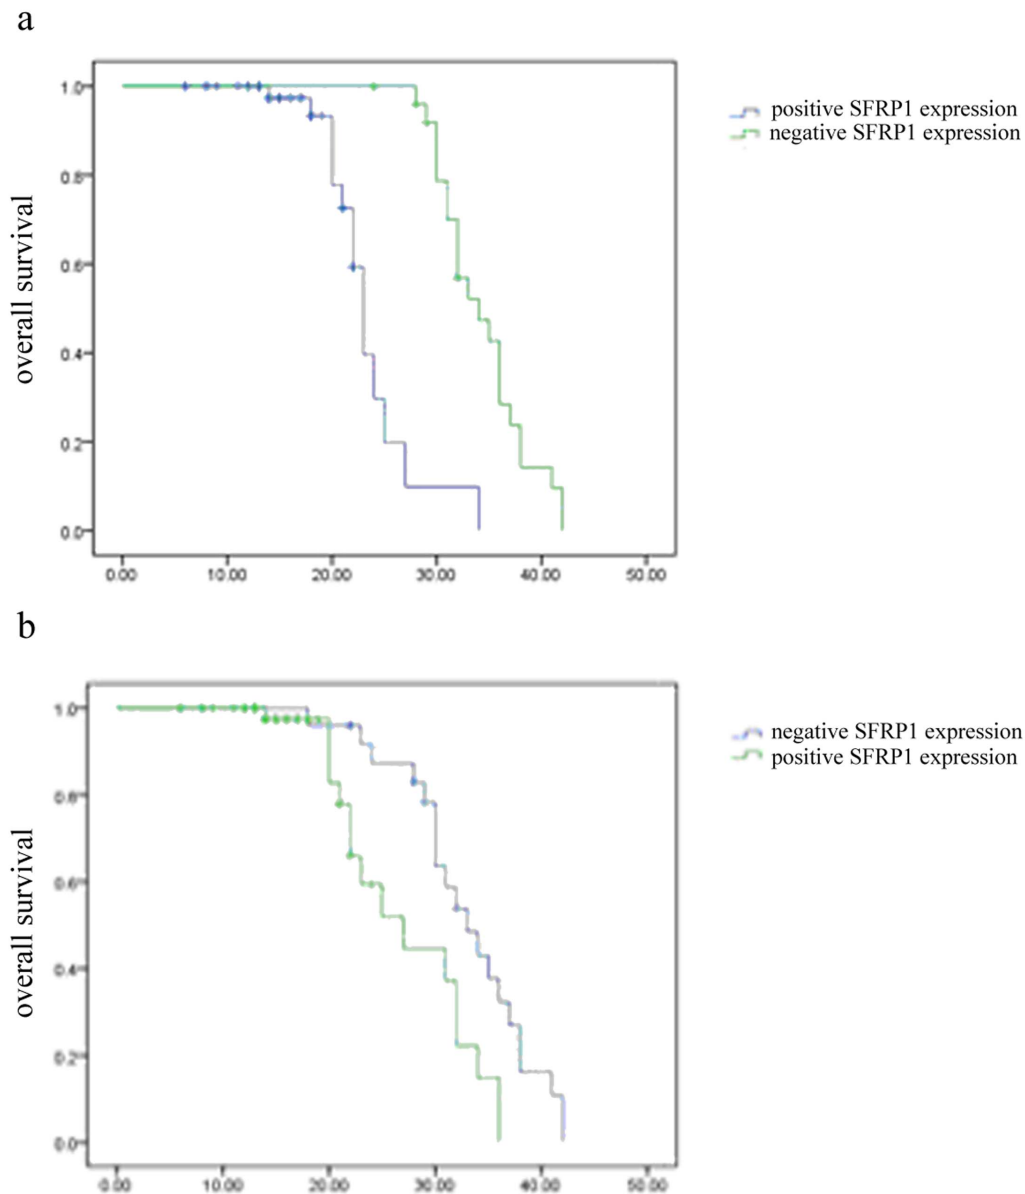 a
1.0
0.8
0.6
0.4
0.2
0.0
overall survival
0.00 10.00 20.00 30.00 40.00 50.00
positive SFRP1 expression
negative SFRP1 expression
b
1.0
0.8
0.6
0.4
0.2
0.0
overall survival
0.00 10.00 20.00 30.00 40.00 50.00
negative SFRP1 expression
positive SFRP1 expression